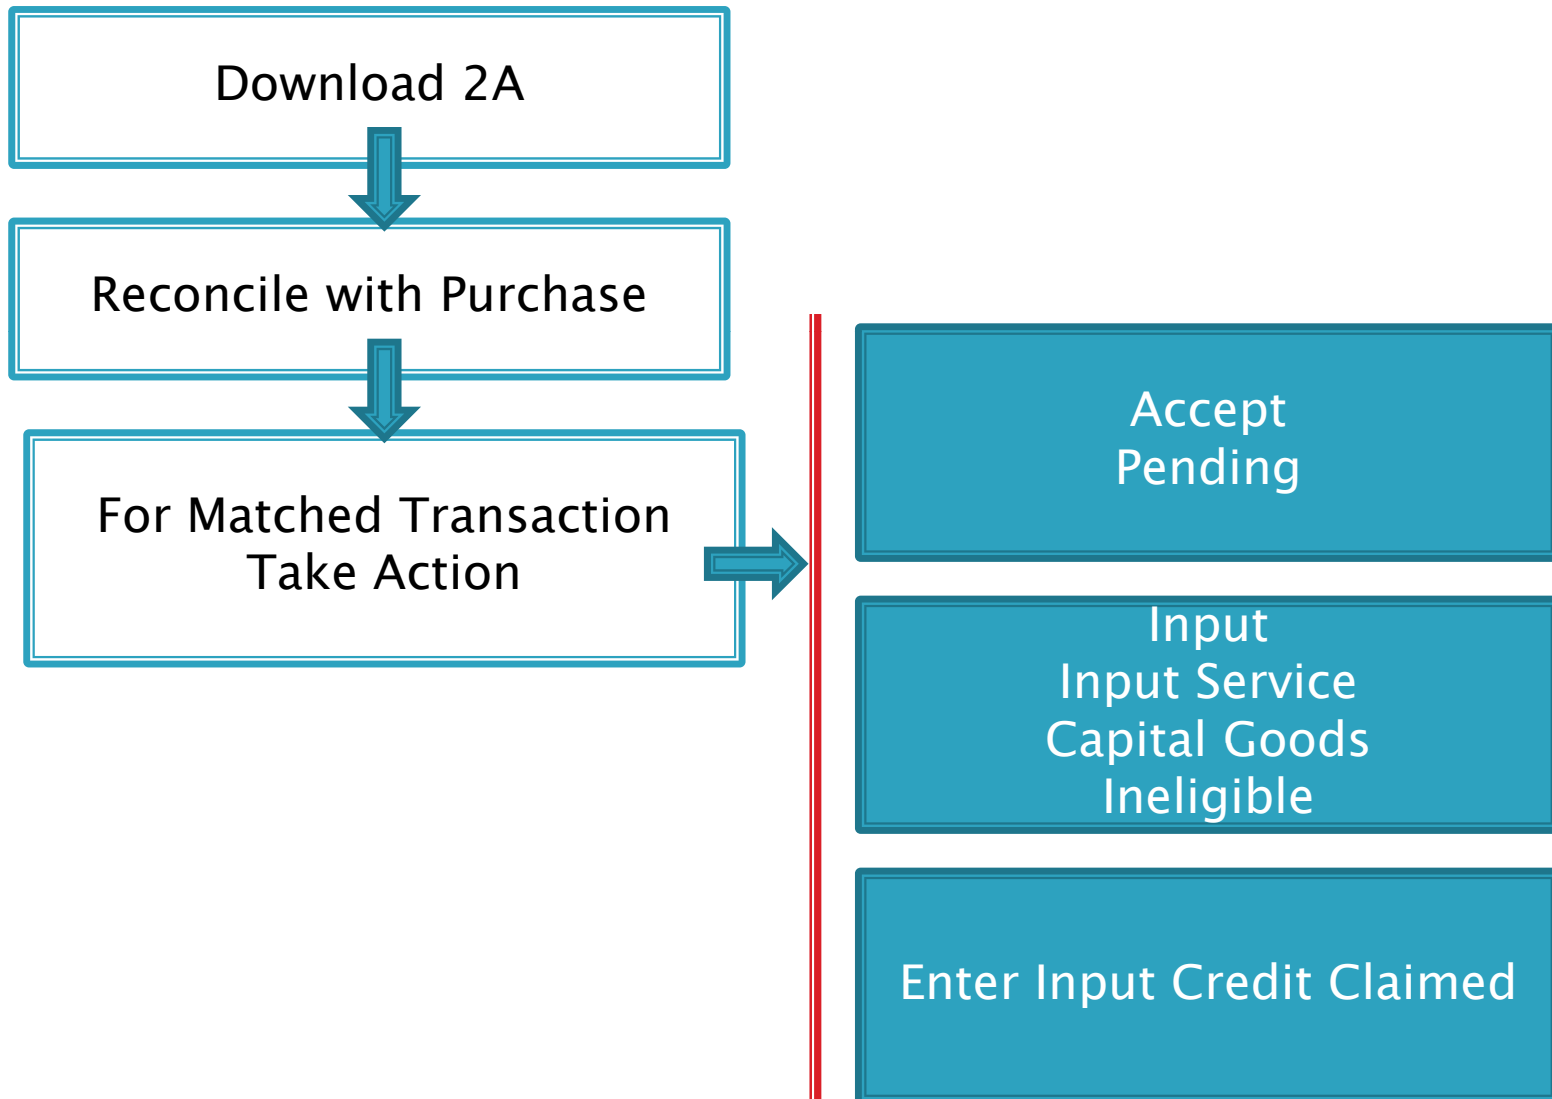 Download 2A
Reconcile with Purchase
For Matched Transaction
Take Action
Accept
Pending
Input
Input Service
Capital Goods
Ineligible
Enter Input Credit Claimed